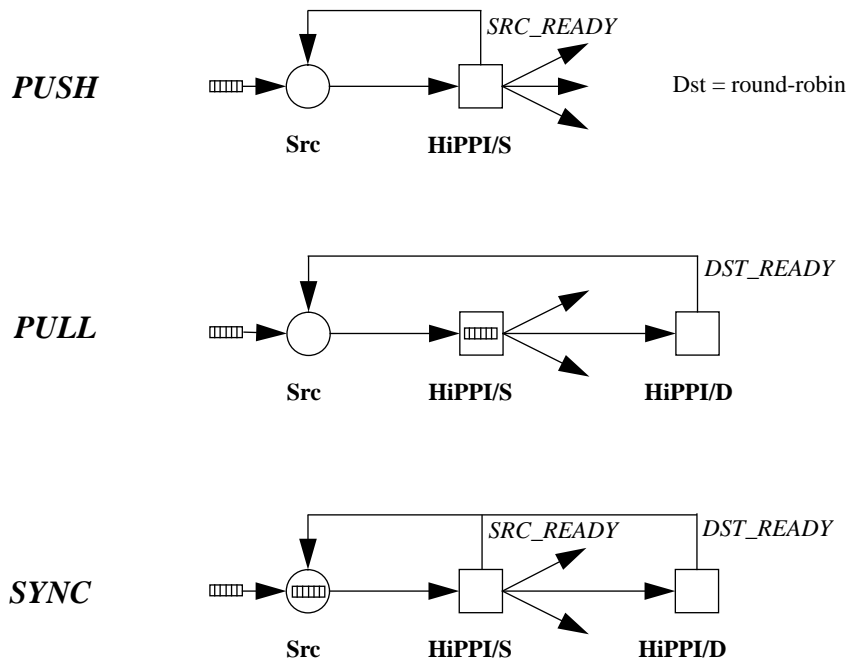 SRC_READY
PUSH
Dst = round-robin
Src
HiPPI/S
DST_READY
PULL
Src
HiPPI/S
HiPPI/D
SRC_READY
DST_READY
SYNC
Src
HiPPI/S
HiPPI/D